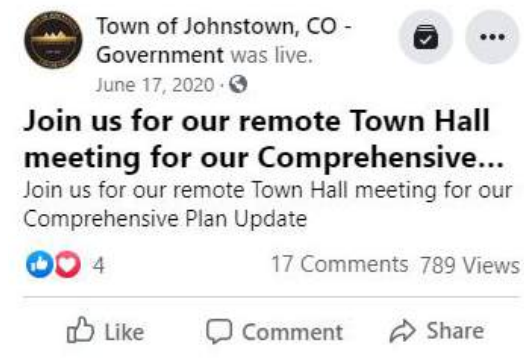 Town of Johnstown, CO -
Government was live.
June 17, 2020 ·
Join us for our remote Town Hall
meeting for our Comprehensive...
Join us for our remote Town Hall meeting for our
Comprehensive Plan Update
4 17 Comments 789 Views
Like Comment Share